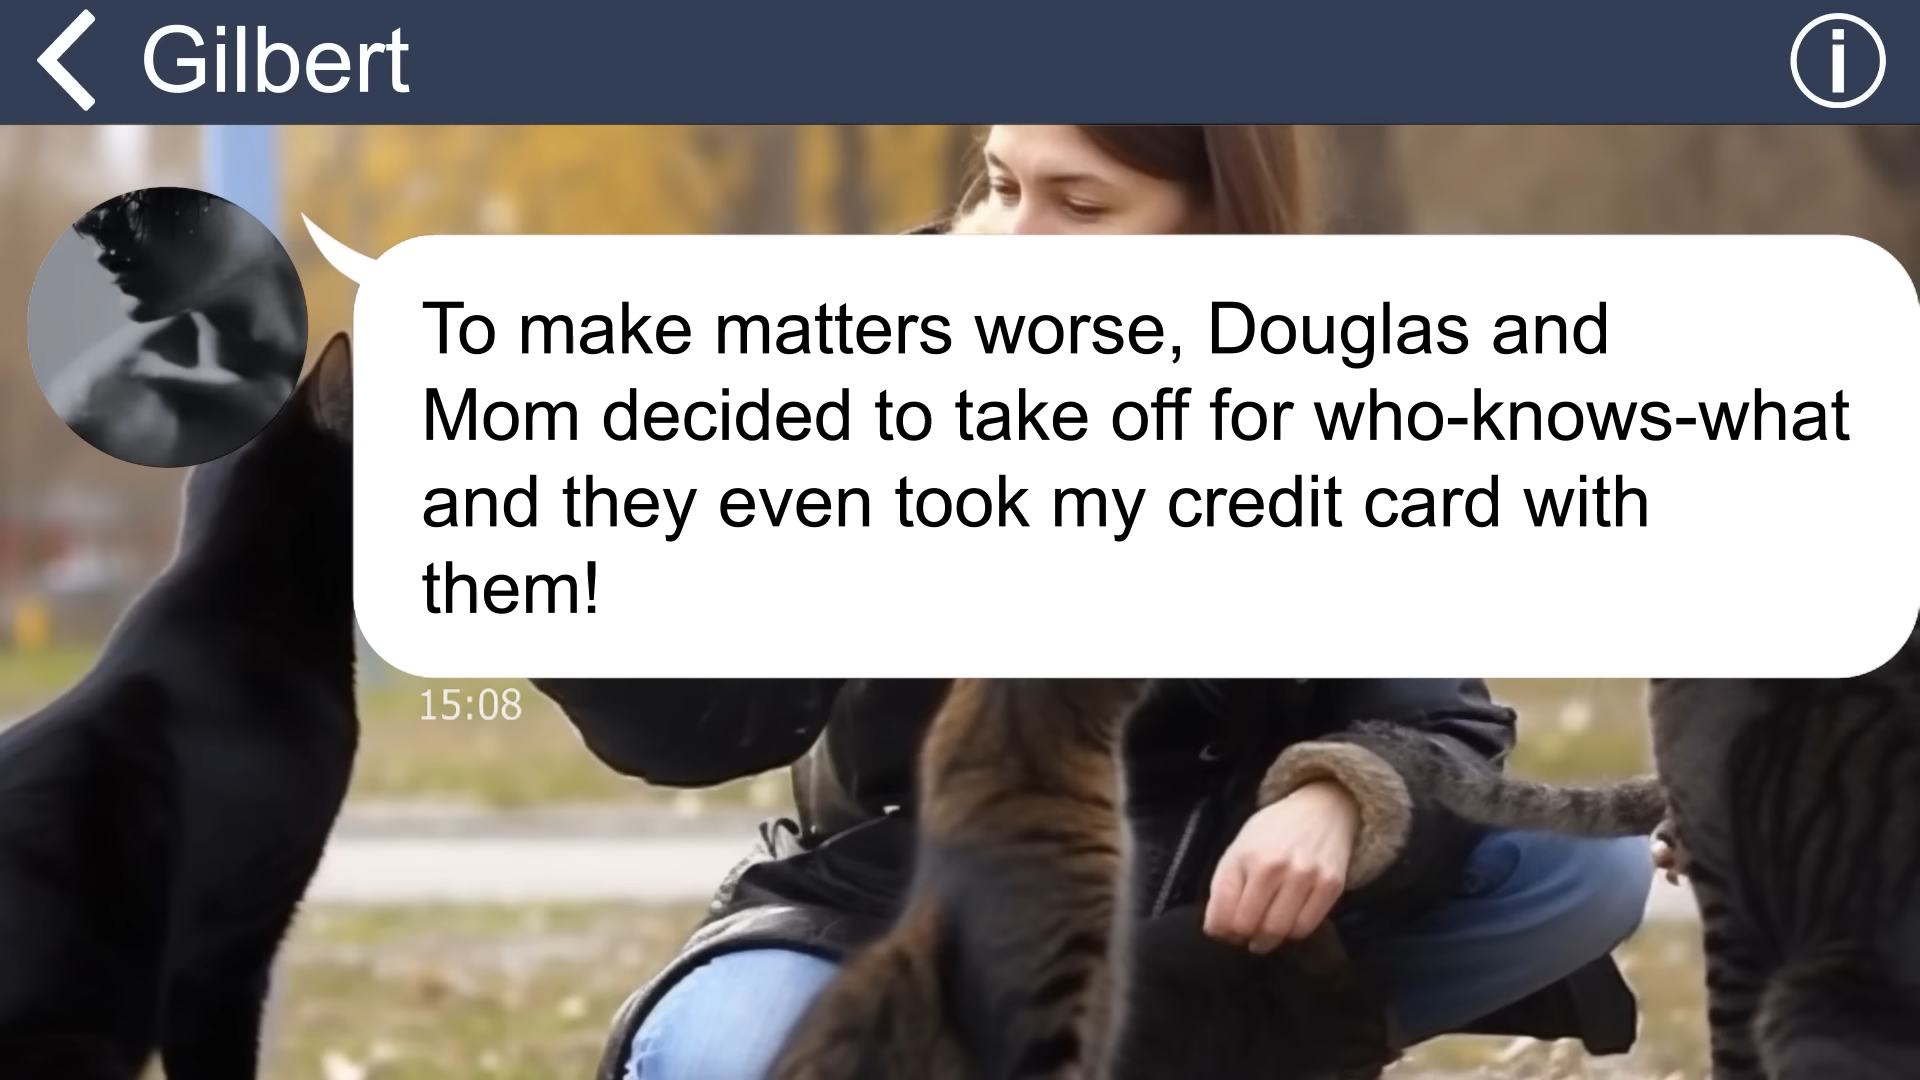 Gilbert
To make matters worse, Douglas and
Mom decided to take off for who-knows-what
and they even took my credit card with
them!
15:08